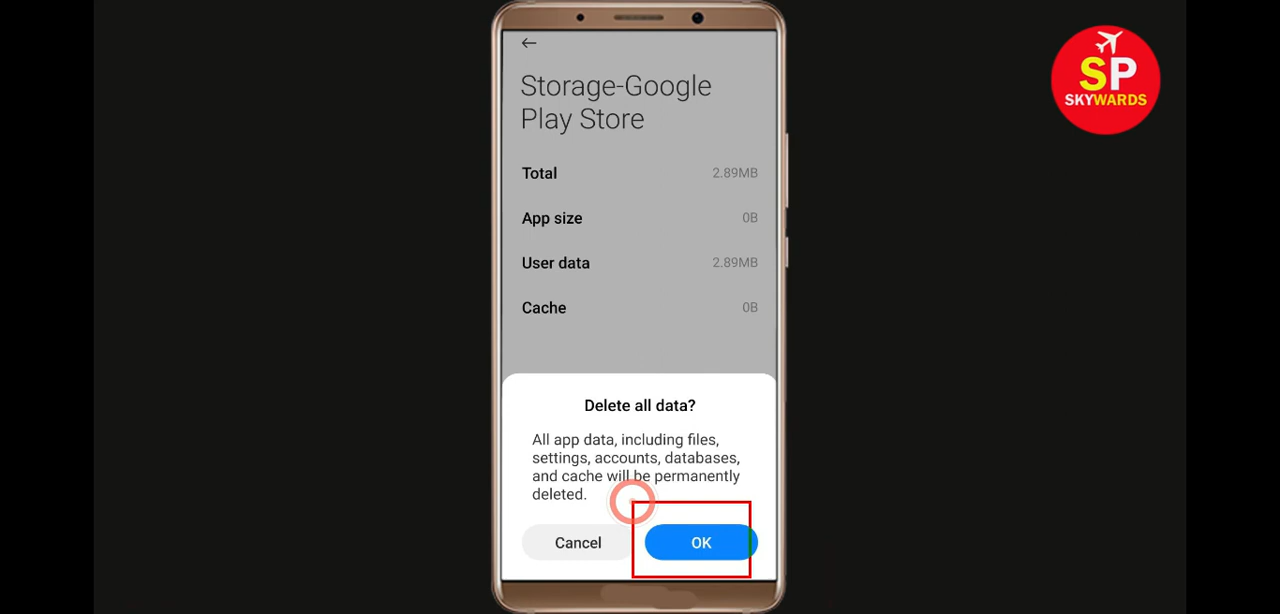 SP
SKYWARDS
Storage-Google
Play Store
Total 2.89MB
App size 0B
User data 2.89MB
Cache 0B
Delete all data?
All app data, including files,
settings, accounts, databases,
and cache will be permanently
deleted.
Cancel OK